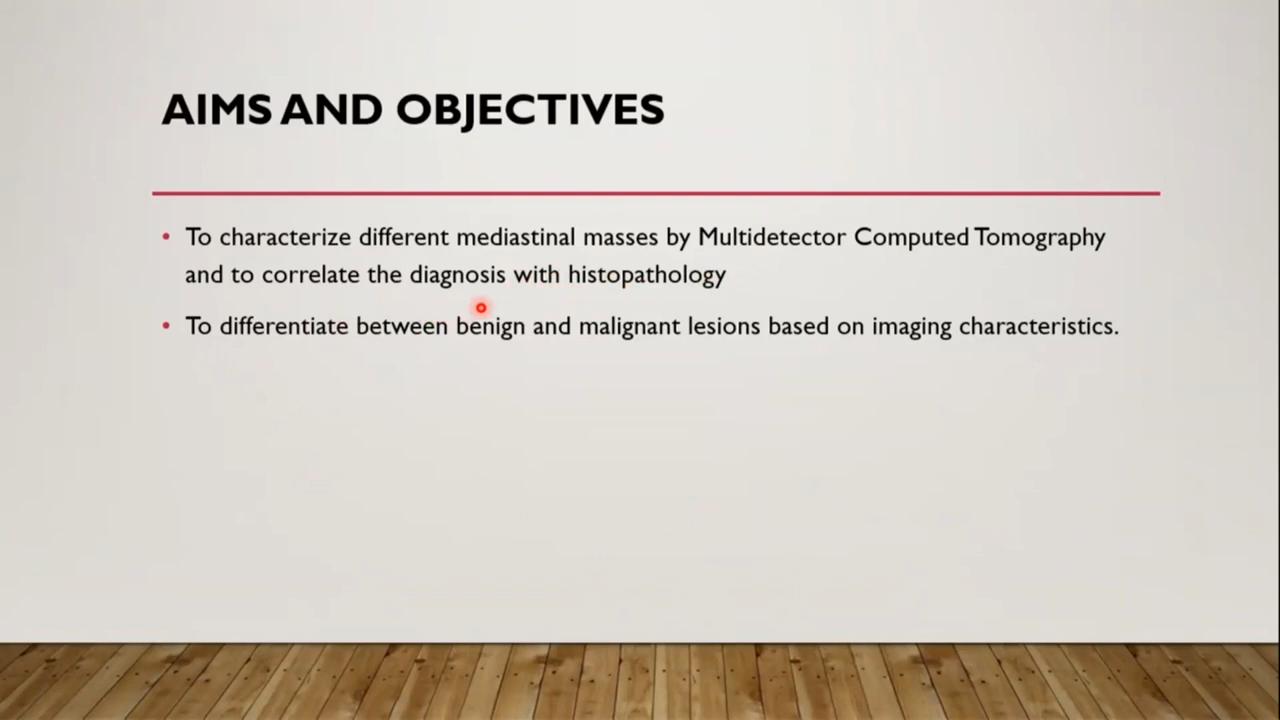 AIMS AND OBJECTIVES
• To characterize different mediastinal masses by Multidetector Computed Tomography
and to correlate the diagnosis with histopathology
• To differentiate between benign and malignant lesions based on imaging characteristics.